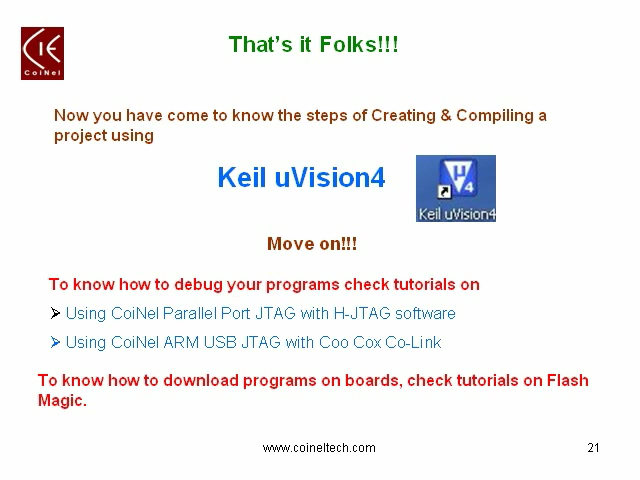 CIE
CoiNel
That's it Folks!!!
Now you have come to know the steps of Creating & Compiling a
project using
Keil uVision4
µ
4
Keil uVision4
Move on!!!
To know how to debug your programs check tutorials on
Using CoiNel Parallel Port JTAG with H-JTAG software
Using CoiNel ARM USB JTAG with Coo Cox Co-Link
To know how to download programs on boards, check tutorials on Flash
Magic.
www.coineltech.com
21